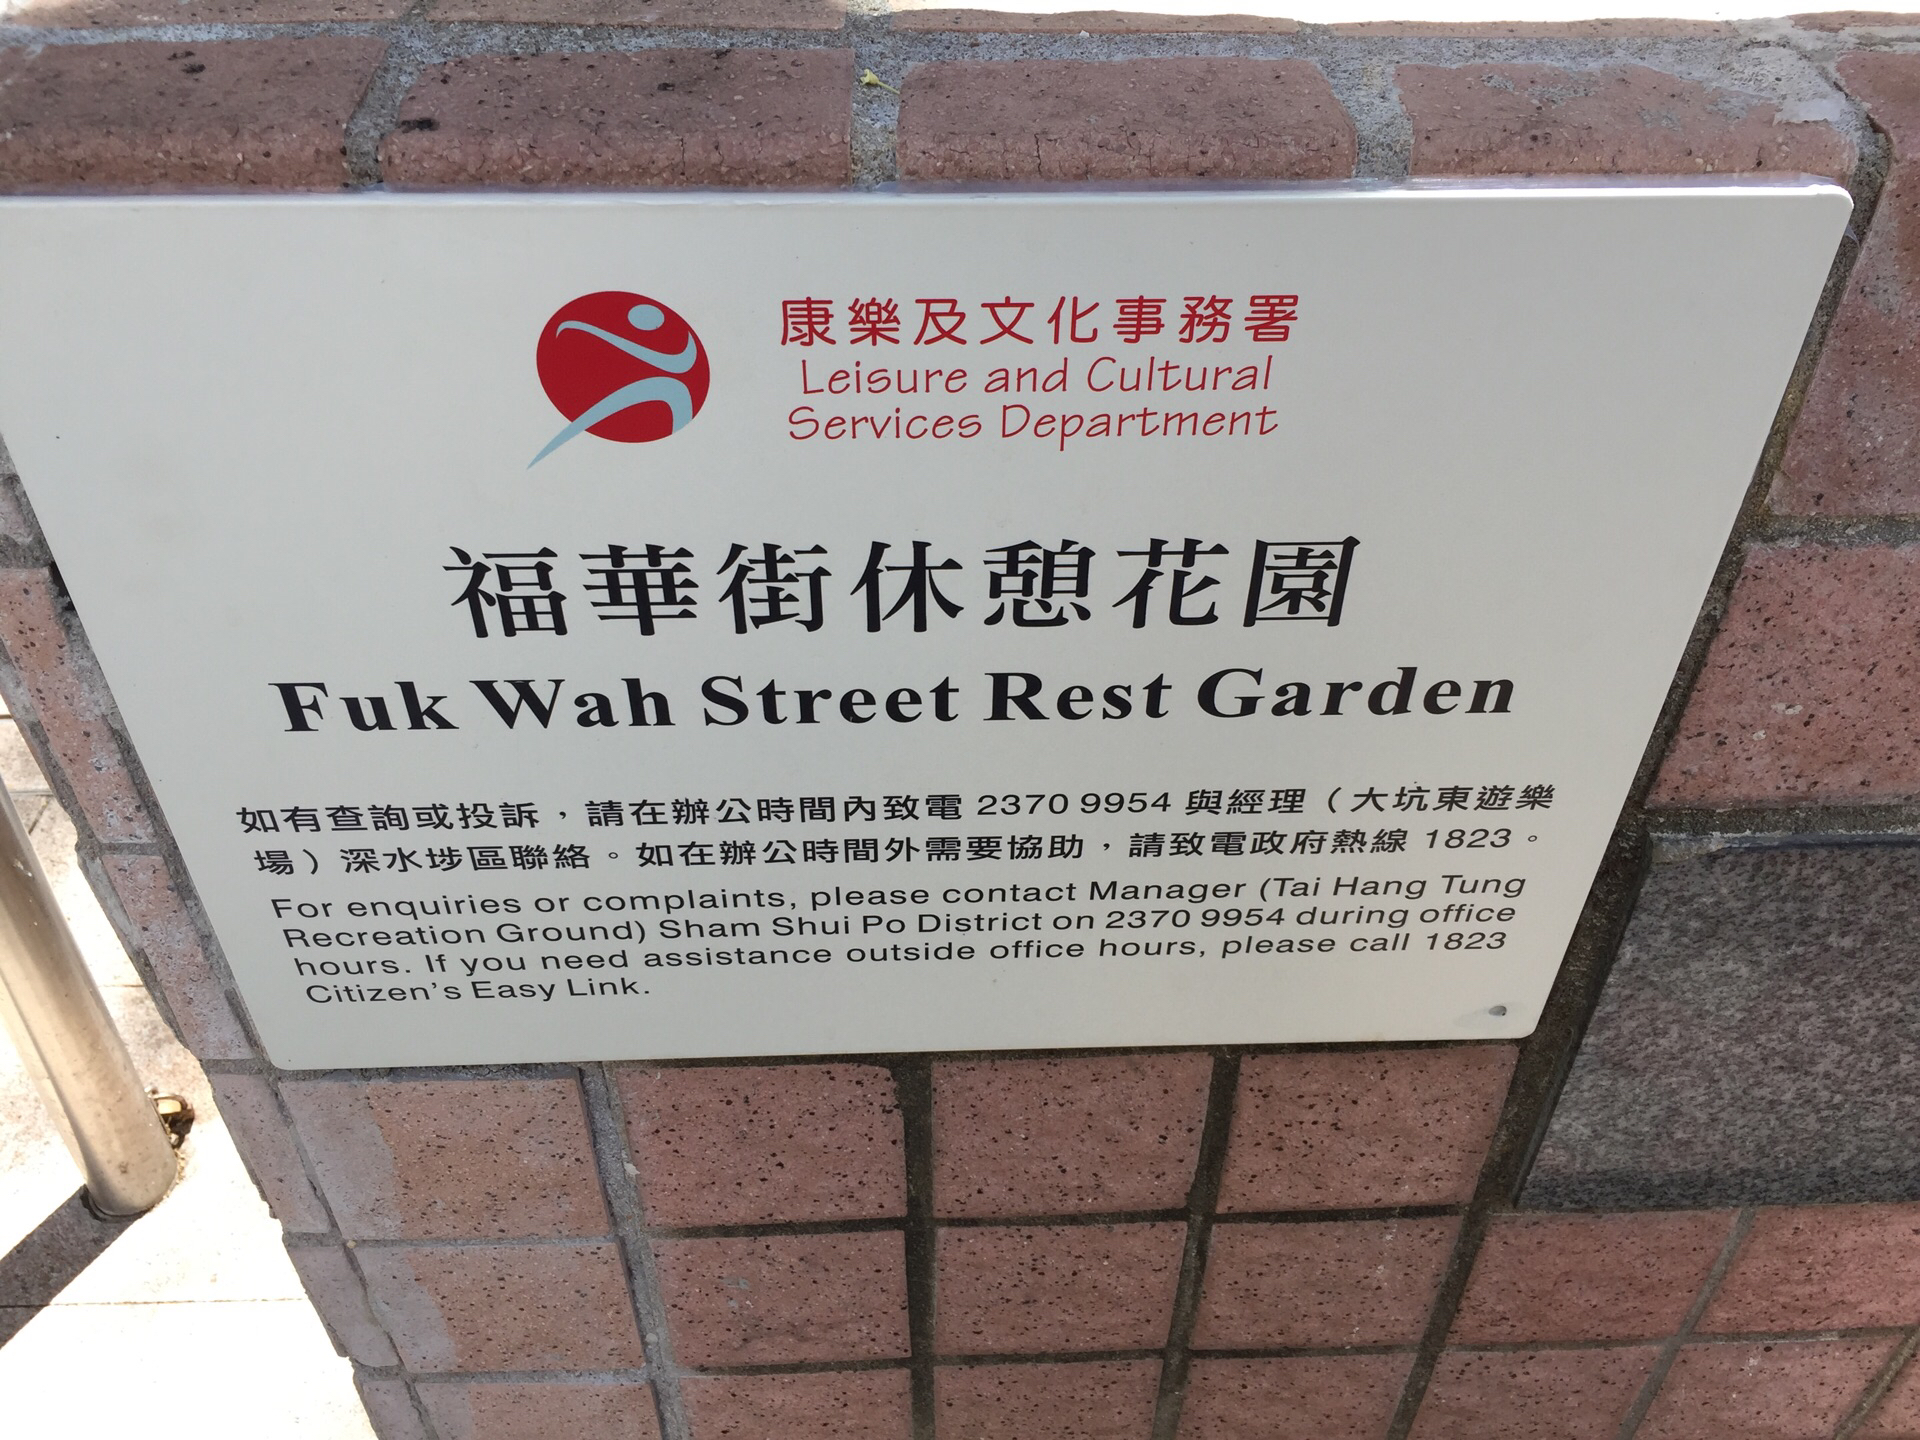 康樂及文化事務署
Leisure and Cultural
Services Department
福華街休憩花園
Fuk Wah Street Rest Garden
如有查詢或投訴，請在辦公時間內致電 2370 9954 與經理（大坑東遊樂
場）深水埗區聯絡。如在辦公時間外需要協助，請致電政府熱線 1823。
For enquiries or complaints, please contact Manager (Tai Hang Tung
Recreation Ground) Sham Shui Po District on 2370 9954 during office
hours. If you need assistance outside office hours, please call 1823
Citizen's Easy Link.